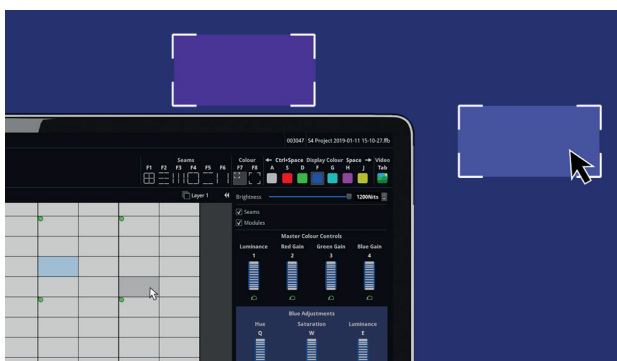 003047 S4 Project 2019-01-11 15-10-27.ffb
Seams Colour ← Ctrl+Space Display Colour Space → Video
F1 F2 F3 F4 F5 F6 F7 F8 A S D F G H J Tab
Layer 1
Brightness 1200Nits
Seams
Modules
Master Colour Controls
Luminance Red Gain Green Gain Blue Gain
1 2 3 4
Blue Adjustments
Hue Saturation Luminance
Q W E